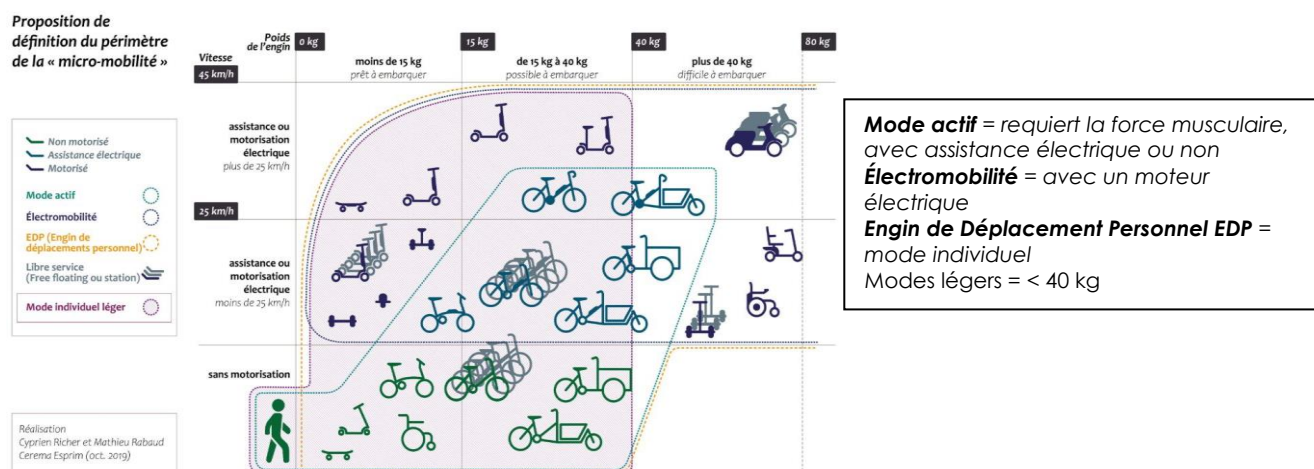 Proposition de
définition du périmètre
de la « micro-mobilité »
Non motorisé
Assistance électrique
Motorisé
Mode actif
Électromobilité
EDP (Engin de
déplacements personnel)
Libre service
(Free floating ou station)
Mode individuel léger
Réalisation
Cyprien Richer et Mathieu Rabaud
Cerema Esprim (oct. 2019)
Poids
de l'engin
0 kg
15 kg
40 kg
80 kg
Vitesse
45 km/h
moins de 15 kg
prêt à embarquer
de 15 kg à 40 kg
possible à embarquer
plus de 40 kg
difficile à embarquer
assistance ou
motorisation
électrique
plus de 25 km/h
25 km/h
assistance ou
motorisation
électrique
moins de 25 km/h
sans motorisation
Mode actif = requiert la force musculaire,
avec assistance électrique ou non
Électromobilité = avec un moteur
électrique
Engin de Déplacement Personnel EDP =
mode individuel
Modes légers = < 40 kg